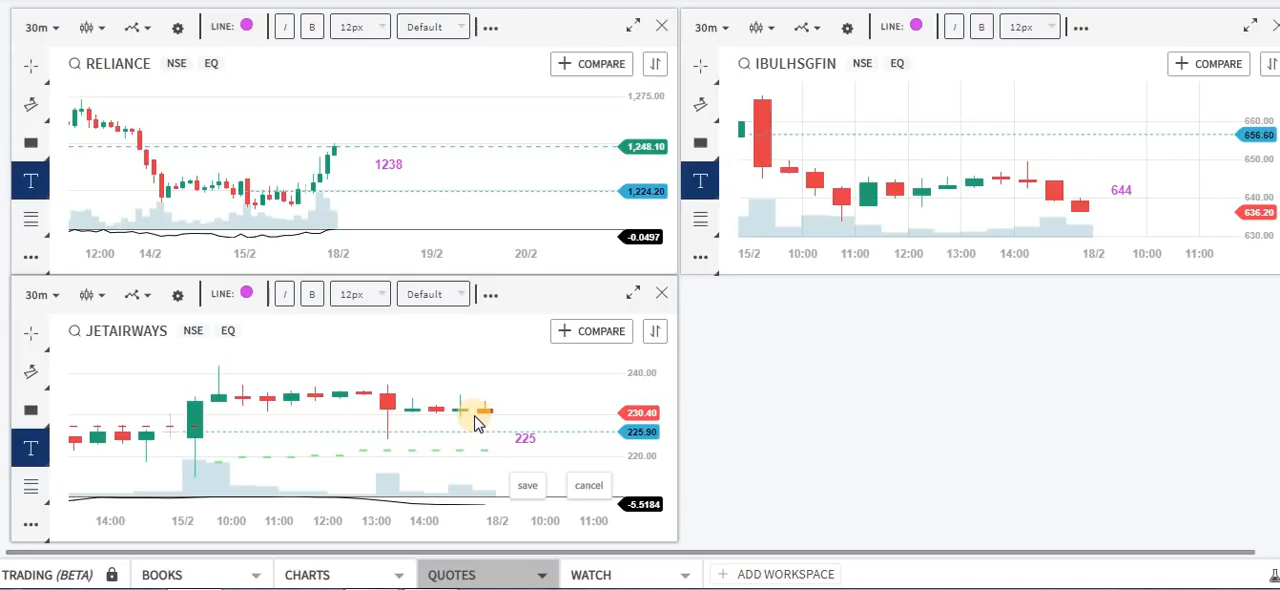 30m LINE: I B 12px Default
RELIANCE NSE EQ COMPARE
1,275.00
1,248.10
1238
1,224.20
-0.0497
12:00 14/2 15/2 18/2 19/2 20/2
30m LINE: I B 12px
IBULHSGFIN NSE EQ COMPARE
660.00
656.60
650.00
644
640.00
636.20
630.00
15/2 10:00 11:00 12:00 13:00 14:00 18/2 10:00 11:00
30m LINE: I B 12px Default
JETAIRWAYS NSE EQ COMPARE
240.00
230.40
225.90
225
220.00
save cancel
-5.5184
14:00 15/2 10:00 11:00 12:00 13:00 14:00 18/2 10:00 11:00
TRADING (BETA) BOOKS CHARTS QUOTES WATCH + ADD WORKSPACE